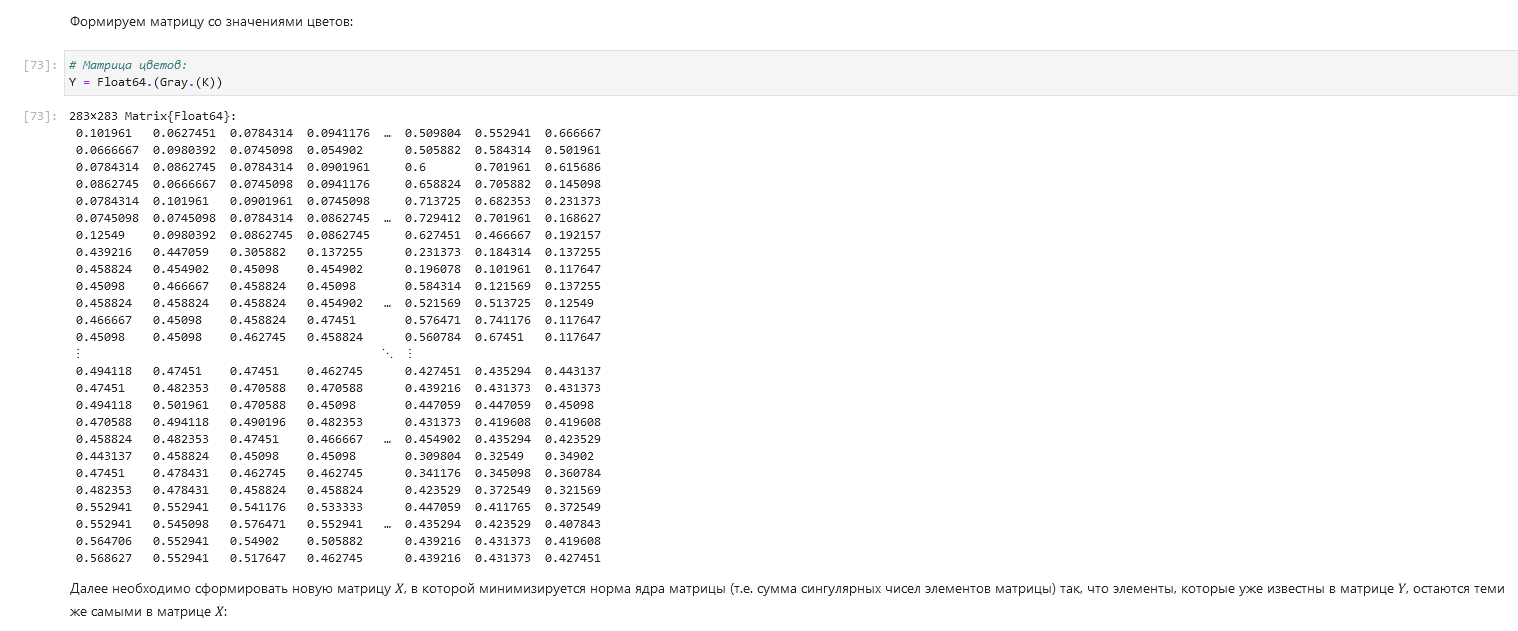 Формируем матрицу со значениями цветов:
[73]: # Матрица цветов:
Y = Float64.(Gray.(K))
[73]: 283×283 Matrix{Float64}:
0.101961 0.0627451 0.0784314 0.0941176 … 0.509804 0.552941 0.666667
0.0666667 0.0980392 0.0745098 0.054902 0.505882 0.584314 0.501961
0.0784314 0.0862745 0.0784314 0.0901961 0.6 0.701961 0.615686
0.0862745 0.0666667 0.0745098 0.0941176 0.658824 0.705882 0.145098
0.0784314 0.101961 0.0901961 0.0745098 0.713725 0.682353 0.231373
0.0745098 0.0745098 0.0784314 0.0862745 … 0.729412 0.701961 0.168627
0.12549 0.0980392 0.0862745 0.0862745 0.627451 0.466667 0.192157
0.439216 0.447059 0.305882 0.137255 0.231373 0.184314 0.137255
0.458824 0.454902 0.45098 0.454902 0.196078 0.101961 0.117647
0.45098 0.466667 0.458824 0.45098 0.584314 0.121569 0.137255
0.458824 0.458824 0.458824 0.454902 … 0.521569 0.513725 0.12549
0.466667 0.45098 0.458824 0.47451 0.576471 0.741176 0.117647
0.45098 0.45098 0.462745 0.458824 0.560784 0.67451 0.117647
⋮ ⋱ ⋮
0.494118 0.47451 0.47451 0.462745 0.427451 0.435294 0.443137
0.47451 0.482353 0.470588 0.470588 0.439216 0.431373 0.431373
0.494118 0.501961 0.470588 0.45098 0.447059 0.447059 0.45098
0.470588 0.494118 0.490196 0.482353 0.431373 0.419608 0.419608
0.458824 0.482353 0.47451 0.466667 … 0.454902 0.435294 0.423529
0.443137 0.458824 0.45098 0.45098 0.309804 0.32549 0.34902
0.47451 0.478431 0.462745 0.462745 0.341176 0.345098 0.360784
0.482353 0.478431 0.458824 0.458824 0.423529 0.372549 0.321569
0.552941 0.552941 0.541176 0.533333 0.447059 0.411765 0.372549
0.552941 0.545098 0.576471 0.552941 … 0.435294 0.423529 0.407843
0.564706 0.552941 0.54902 0.505882 0.439216 0.431373 0.419608
0.568627 0.552941 0.517647 0.462745 0.439216 0.431373 0.427451
Далее необходимо сформировать новую матрицу X, в которой минимизируется норма ядра матрицы (т.е. сумма сингулярных чисел элементов матрицы) так, что элементы, которые уже известны в матрице Y, остаются теми
же самыми в матрице X: